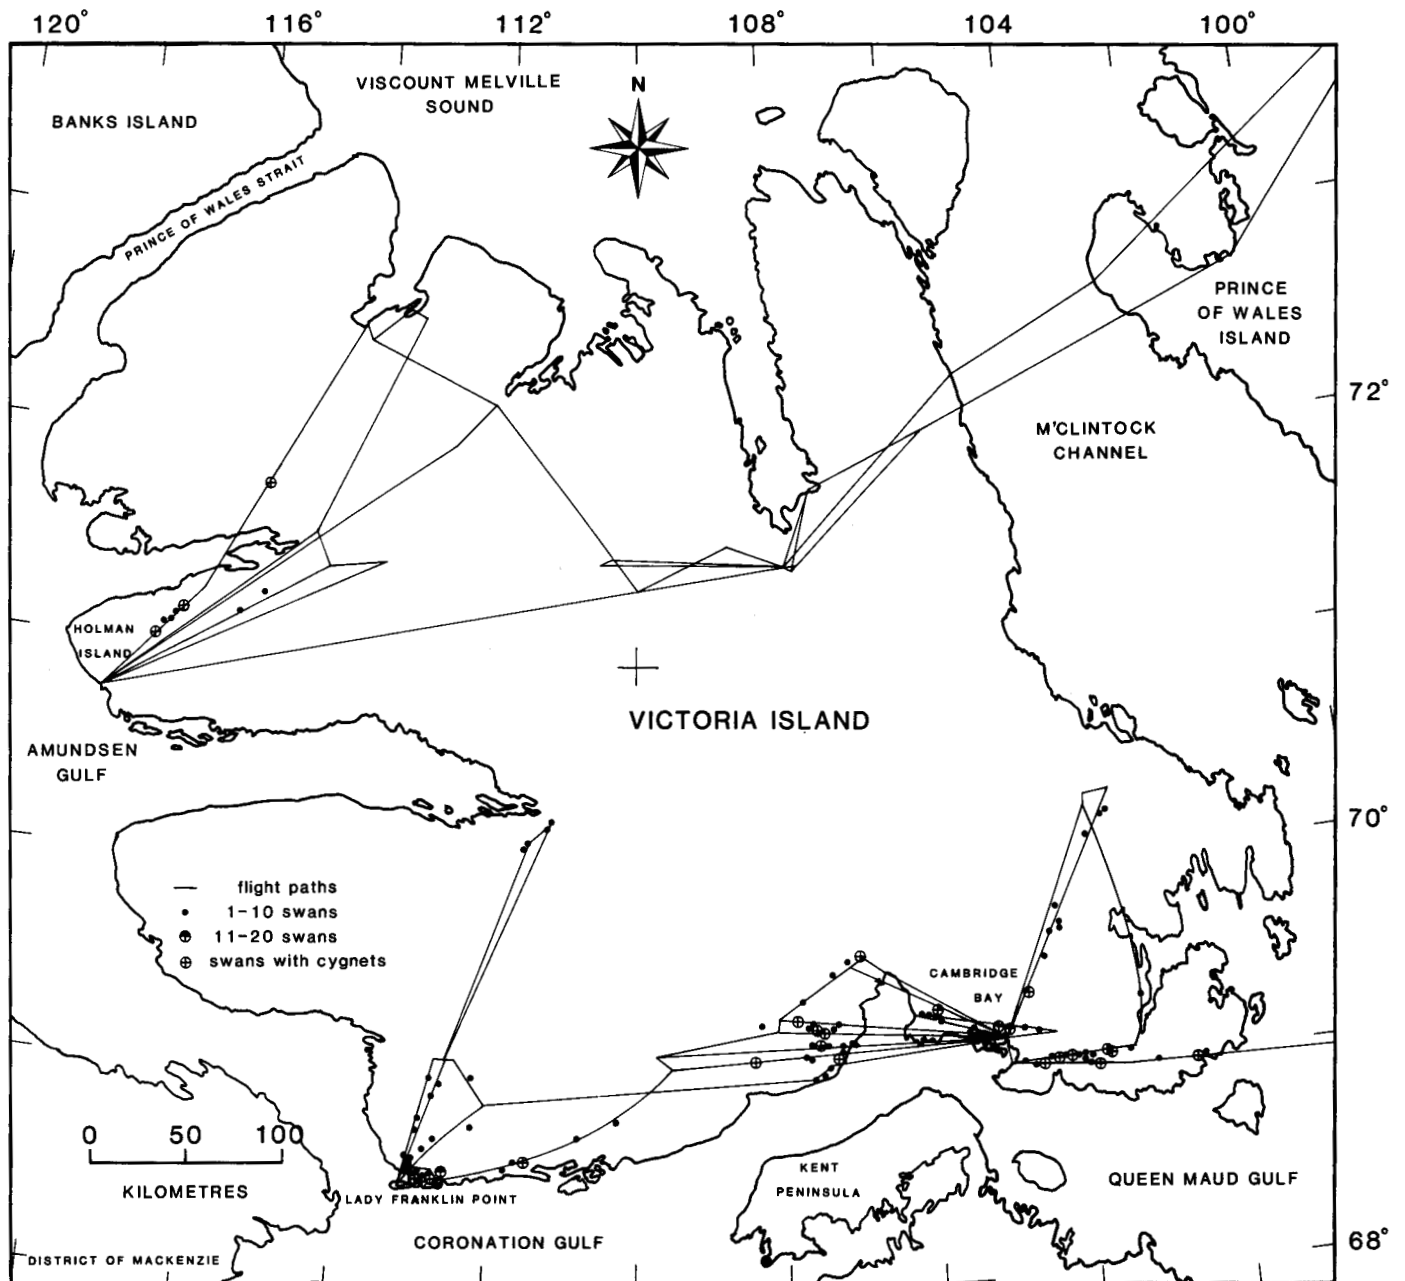 120° 116° 112° 108° 104° 100°
VISCOUNT MELVILLE
SOUND
N
BANKS ISLAND
PRINCE OF WALES STRAIT
PRINCE
OF WALES
ISLAND
72°
M'CLINTOCK
CHANNEL
HOLMAN
ISLAND
VICTORIA ISLAND
AMUNDSEN
GULF
70°
flight paths
1-10 swans
11-20 swans
swans with cygnets
CAMBRIDGE
BAY
0 50 100
KILOMETRES
LADY FRANKLIN POINT
KENT
PENINSULA
QUEEN MAUD GULF
CORONATION GULF
68°
DISTRICT OF MACKENZIE